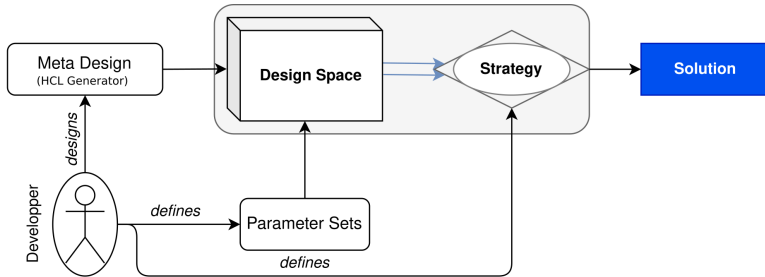 Meta Design
(HCL Generator)
Design Space
Strategy
Solution
designs
Developper
defines
Parameter Sets
defines